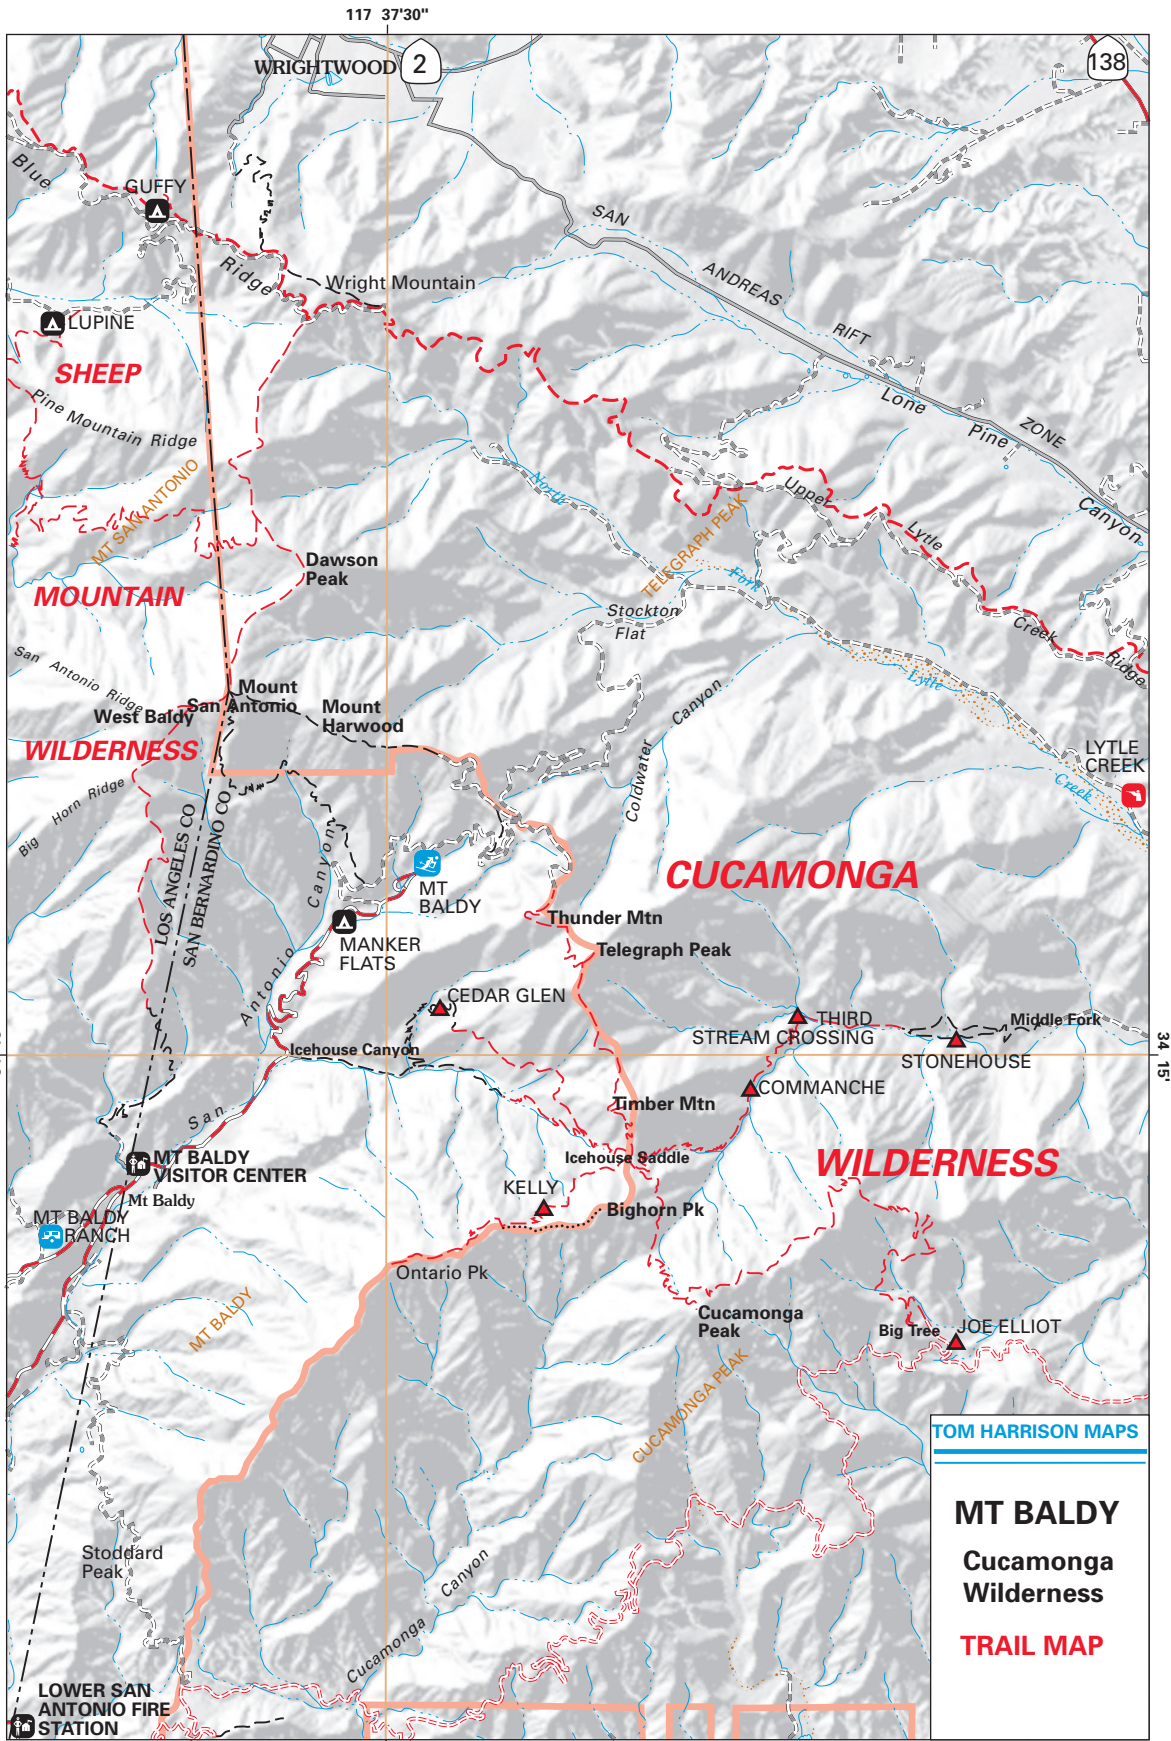 117 37'30"
WRIGHTWOOD
2
138
Blue
GUFFY
SAN
Ridge
Wright Mountain
ANDREAS
LUPINE
RIFT
SHEEP
Lone
Pine Mountain Ridge
Pine
ZONE
MT SAN ANTONIO
North
Upper
TELEGRAPH PEAK
Canyon
Lytle
Dawson
Peak
Fork
MOUNTAIN
Stockton
Flat
Creek
San Antonio Ridge
Ridge
Lytle
Mount
San Antonio
West Baldy
Mount
Harwood
Canyon
WILDERNESS
LYTLE
CREEK
Coldwater
Creek
Big Horn Ridge
LOS ANGELES CO
SAN BERNARDINO CO
Canyon
MT
BALDY
CUCAMONGA
Thunder Mtn
MANKER
FLATS
Telegraph Peak
Antonio
CEDAR GLEN
THIRD
STREAM CROSSING
Middle Fork
34 15'
Icehouse Canyon
STONEHOUSE
COMMANCHE
Timber Mtn
San
MT BALDY
VISITOR CENTER
Icehouse Saddle
WILDERNESS
KELLY
Mt Baldy
MT BALDY
RANCH
Bighorn Pk
Ontario Pk
MT BALDY
Cucamonga
Peak
Big Tree
JOE ELLIOT
CUCAMONGA PEAK
TOM HARRISON MAPS
MT BALDY
Cucamonga
Wilderness
TRAIL MAP
Stoddard
Peak
Canyon
Cucamonga
LOWER SAN
ANTONIO FIRE
STATION